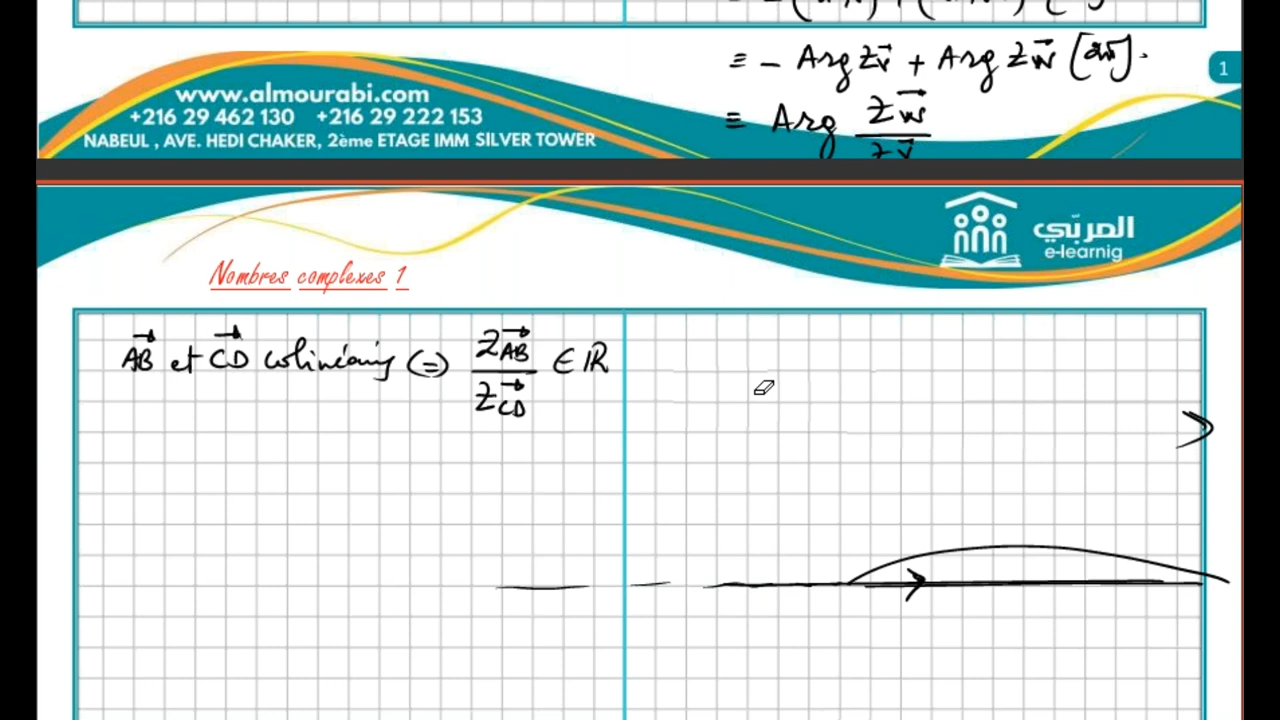 ≡ - Arg Z v⃗ + Arg Z w⃗ [2π].
1
≡ Arg Z w⃗ / Z v⃗
www.almourabi.com
+216 29 462 130 +216 29 222 153
NABEUL , AVE. HEDI CHAKER, 2ème ETAGE IMM SILVER TOWER
المربّي
e-learnig
Nombres complexes 1
AB⃗ et CD⃗ colinéaires (=) Z AB⃗ / Z CD⃗ ∈ ℝ